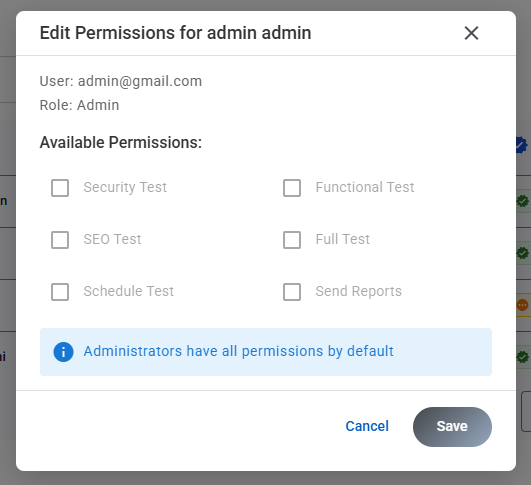 Edit Permissions for admin admin
User: admin@gmail.com
Role: Admin
Available Permissions:
Security Test
Functional Test
SEO Test
Full Test
Schedule Test
Send Reports
Administrators have all permissions by default
Cancel
Save